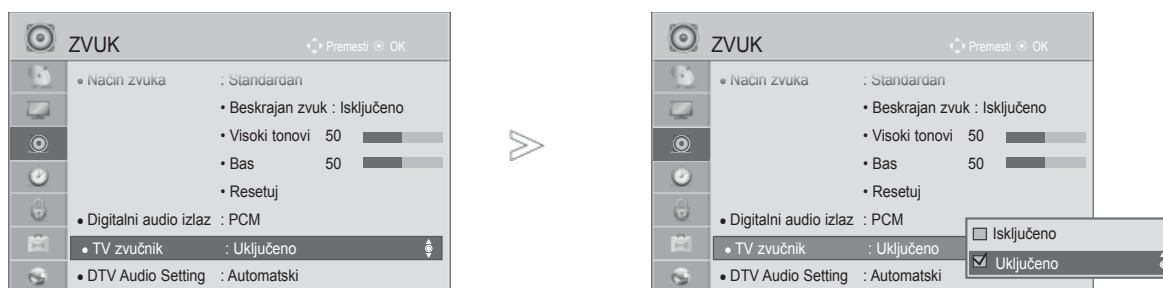 ZVUK
Premesti OK
• Način zvuka : Standardan
• Beskrajan zvuk : Isključeno
• Visoki tonovi 50
• Bas 50
• Resetuj
• Digitalni audio izlaz : PCM
• TV zvučnik : Uključeno
• DTV Audio Setting : Automatski
ZVUK
Premesti OK
• Način zvuka : Standardan
• Beskrajan zvuk : Isključeno
• Visoki tonovi 50
• Bas 50
• Resetuj
• Digitalni audio izlaz : PCM
• TV zvučnik : Uključeno
• DTV Audio Setting : Automatski
Isključeno
Uključeno